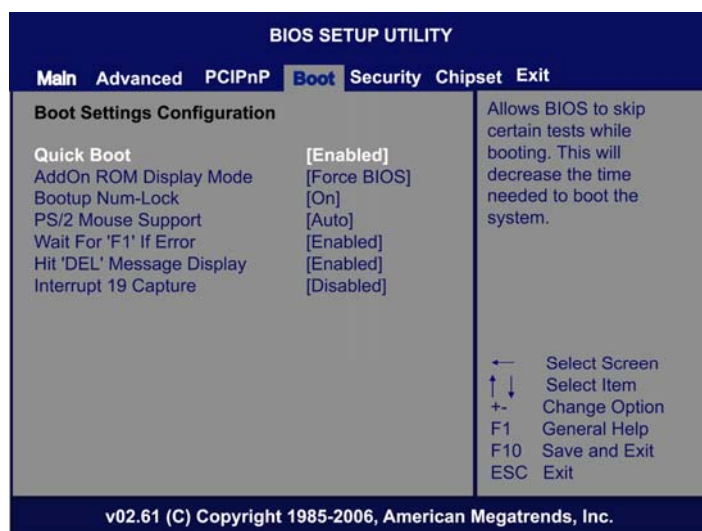 BIOS SETUP UTILITY
Main Advanced PCIPnP Boot Security Chipset Exit
Boot Settings Configuration
Quick Boot [Enabled]
AddOn ROM Display Mode [Force BIOS]
Bootup Num-Lock [On]
PS/2 Mouse Support [Auto]
Wait For 'F1' If Error [Enabled]
Hit 'DEL' Message Display [Enabled]
Interrupt 19 Capture [Disabled]
Allows BIOS to skip
certain tests while
booting. This will
decrease the time
needed to boot the
system.
← Select Screen
↑ ↓ Select Item
+- Change Option
F1 General Help
F10 Save and Exit
ESC Exit
v02.61 (C) Copyright 1985-2006, American Megatrends, Inc.